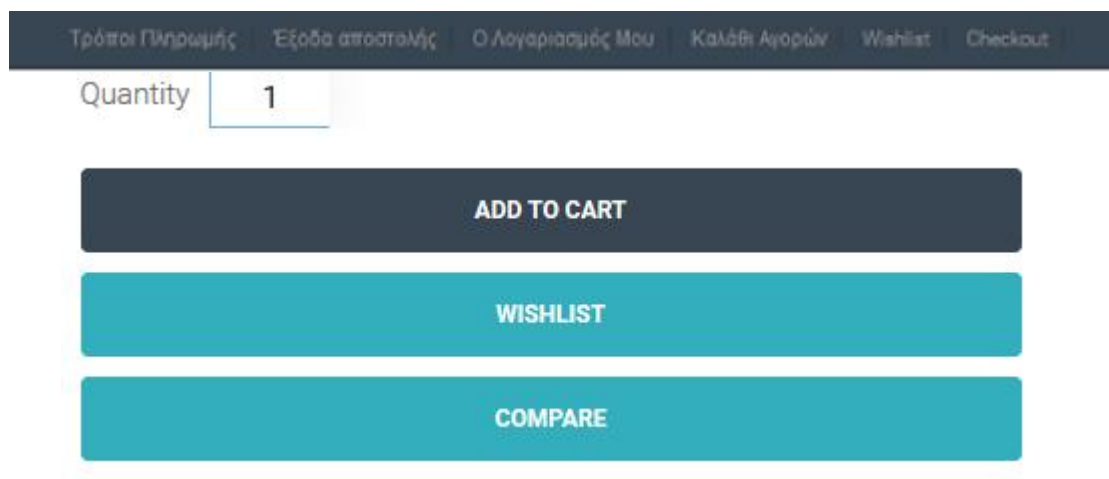 Τρόποι Πληρωμής Έξοδα αποστολής Ο Λογαριασμός Μου Καλάθι Αγορών Wishlist Checkout
Quantity 1
ADD TO CART
WISHLIST
COMPARE